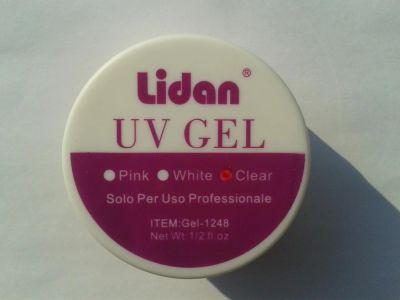 Lidan®
UV GEL
Pink White Clear
Solo Per Uso Professionale
ITEM:Gel-1248
Net Wt:1/2 fl.oz